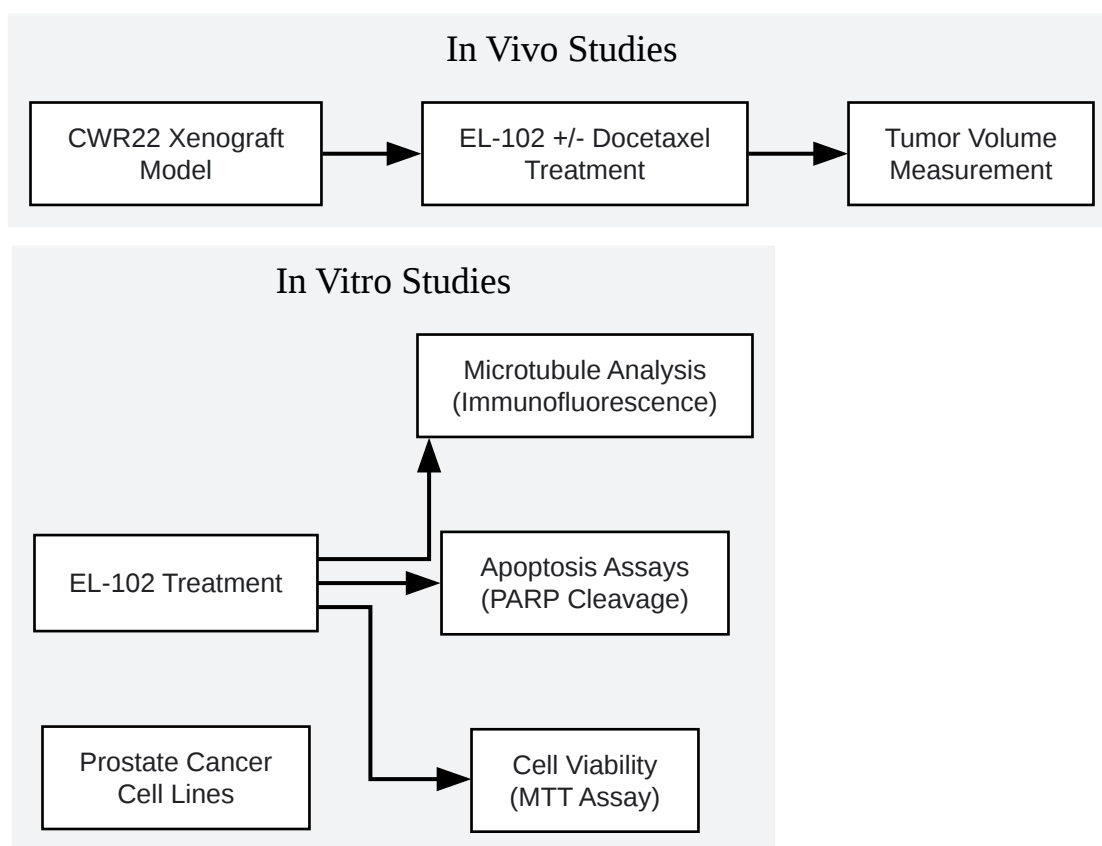 In Vivo Studies
CWR22 Xenograft
Model
EL-102 +/- Docetaxel
Treatment
Tumor Volume
Measurement
In Vitro Studies
Microtubule Analysis
(Immunofluorescence)
EL-102 Treatment
Apoptosis Assays
(PARP Cleavage)
Prostate Cancer
Cell Lines
Cell Viability
(MTT Assay)